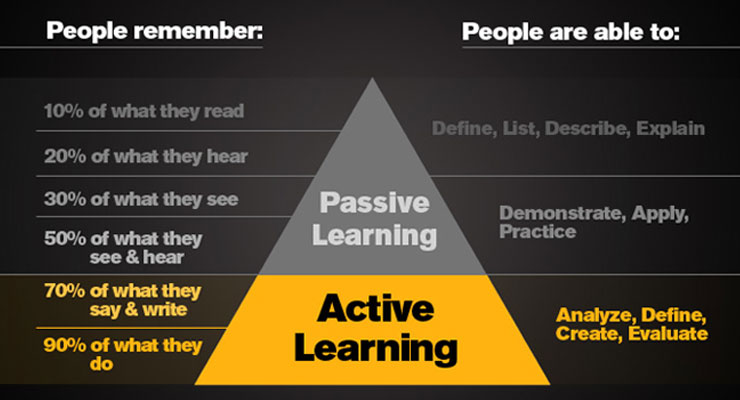 People remember:
People are able to:
10% of what they read
20% of what they hear
30% of what they see
50% of what they
see & hear
70% of what they
say & write
90% of what they
do
Passive
Learning
Active
Learning
Define, List, Describe, Explain
Demonstrate, Apply,
Practice
Analyze, Define,
Create, Evaluate